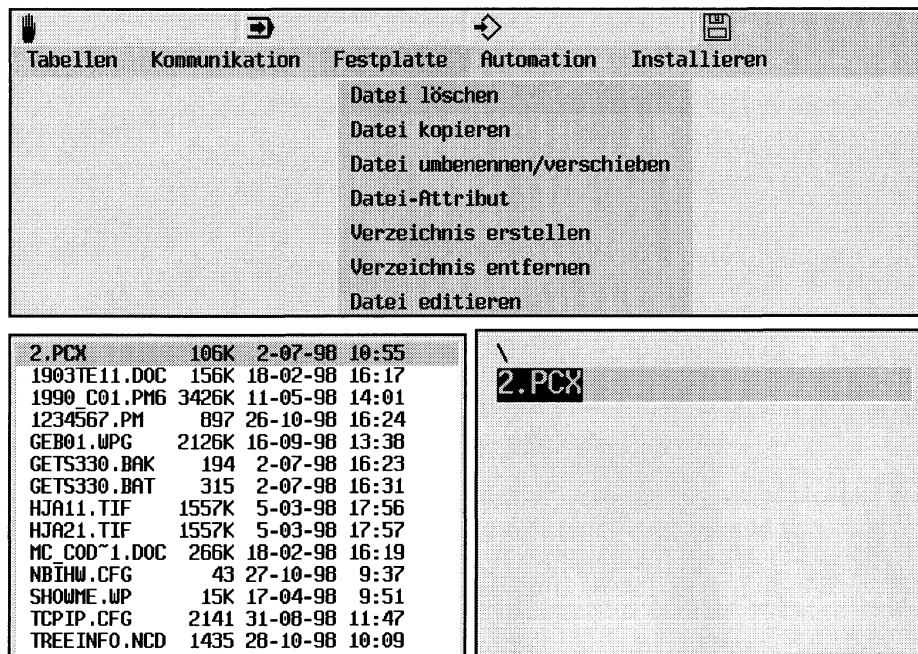 Tabellen Kommunikation Festplatte Automation Installieren
Datei löschen
Datei kopieren
Datei umbenennen/verschieben
Datei-Attribut
Verzeichnis erstellen
Verzeichnis entfernen
Datei editieren
2.PCX 106K 2-07-98 10:55
1903TE11.DOC 156K 18-02-98 16:17
1990_C01.PM6 3426K 11-05-98 14:01
1234567.PM 897 26-10-98 16:24
GEB01.WPG 2126K 16-09-98 13:38
GETS330.BAK 194 2-07-98 16:23
GETS330.BAT 315 2-07-98 16:31
HJA11.TIF 1557K 5-03-98 17:56
HJA21.TIF 1557K 5-03-98 17:57
MC_COD~1.DOC 266K 18-02-98 16:19
NBIHW.CFG 43 27-10-98 9:37
SHOWME.WP 15K 17-04-98 9:51
TCPIP.CFG 2141 31-08-98 11:47
TREEINFO.NCD 1435 28-10-98 10:09
\
2.PCX